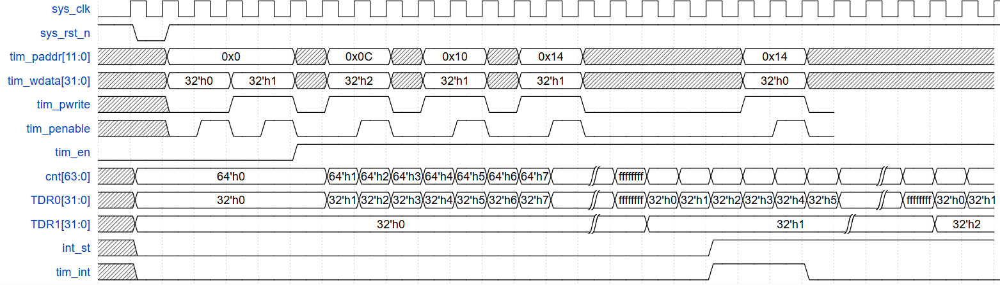 sys_clk
sys_rst_n
tim_paddr[11:0] 0x0 0x0C 0x10 0x14 0x14
tim_wdata[31:0] 32'h0 32'h1 32'h2 32'h1 32'h1 32'h0
tim_pwrite
tim_penable
tim_en
cnt[63:0] 64'h0 64'h1 64'h2 64'h3 64'h4 64'h5 64'h6 64'h7 ffffffff
TDR0[31:0] 32'h0 32'h1 32'h2 32'h3 32'h4 32'h5 32'h6 32'h7 ffffffff 32'h0 32'h1 32'h2 32'h3 32'h4 32'h5 ffffffff 32'h0 32'h1
TDR1[31:0] 32'h0 32'h1 32'h2
int_st
tim_int